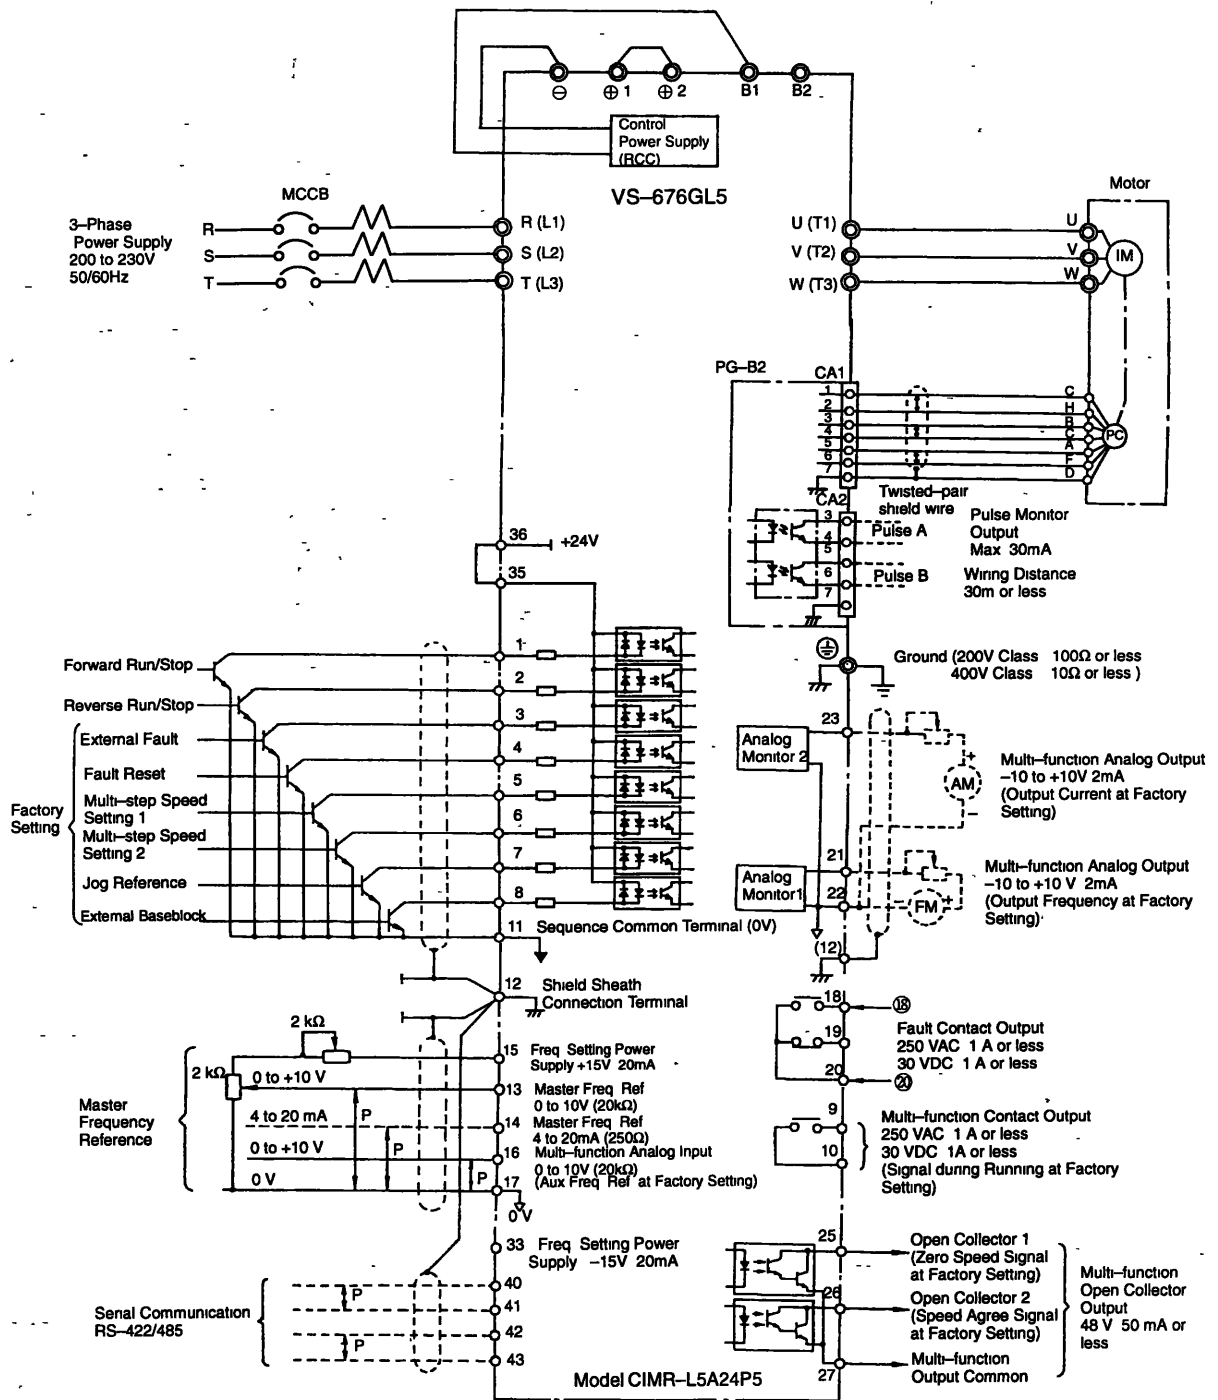 ⊖ ⊕ 1 ⊕ 2 B1 B2
Control
Power Supply
(RCC)
VS–676GL5
MCCB
3–Phase
Power Supply
200 to 230V
50/60Hz
R
S
T
R (L1)
S (L2)
T (L3)
U (T1)
V (T2)
W (T3)
Motor
U
V
W
IM
PG–B2
CA1
1
2
3
4
5
6
7
C
H
B
C
A
F
D
PC
Twisted–pair
shield wire
CA2
3
4
5
6
7
Pulse A
Pulse B
Pulse Monitor
Output
Max 30mA
Wiring Distance
30m or less
36
+24V
35
Forward Run/Stop
Reverse Run/Stop
External Fault
Fault Reset
Multi–step Speed
Setting 1
Multi–step Speed
Setting 2
Jog Reference
External Baseblock
Factory
Setting
1
2
3
4
5
6
7
8
11
Sequence Common Terminal (0V)
12
Shield Sheath
Connection Terminal
Ground (200V Class 100Ω or less
400V Class 10Ω or less )
23
Analog
Monitor 2
AM
+
–
Multi–function Analog Output
–10 to +10V 2mA
(Output Current at Factory
Setting)
21
Analog
Monitor1
22
FM
–
+
Multi–function Analog Output
–10 to +10 V 2mA
(Output Frequency at Factory
Setting)
(12)
2 kΩ
2 kΩ
Master
Frequency
Reference
0 to +10 V
4 to 20 mA
0 to +10 V
0 V
P
P
P
15
Freq Setting Power
Supply +15V 20mA
13
Master Freq Ref
0 to 10V (20kΩ)
14
Master Freq Ref
4 to 20mA (250Ω)
16
Multi–function Analog Input
0 to 10V (20kΩ)
(Aux Freq Ref at Factory Setting)
17
0 V
33
Freq Setting Power
Supply –15V 20mA
Serial Communication
RS–422/485
P
P
40
41
42
43
18
⑱
19
20
⑳
Fault Contact Output
250 VAC 1 A or less
30 VDC 1 A or less
9
10
Multi–function Contact Output
250 VAC 1 A or less
30 VDC 1A or less
(Signal during Running at Factory
Setting)
25
Open Collector 1
(Zero Speed Signal
at Factory Setting)
26
Open Collector 2
(Speed Agree Signal
at Factory Setting)
27
Multi–function
Output Common
Multi–function
Open Collector
Output
48 V 50 mA or
less
Model CIMR–L5A24P5